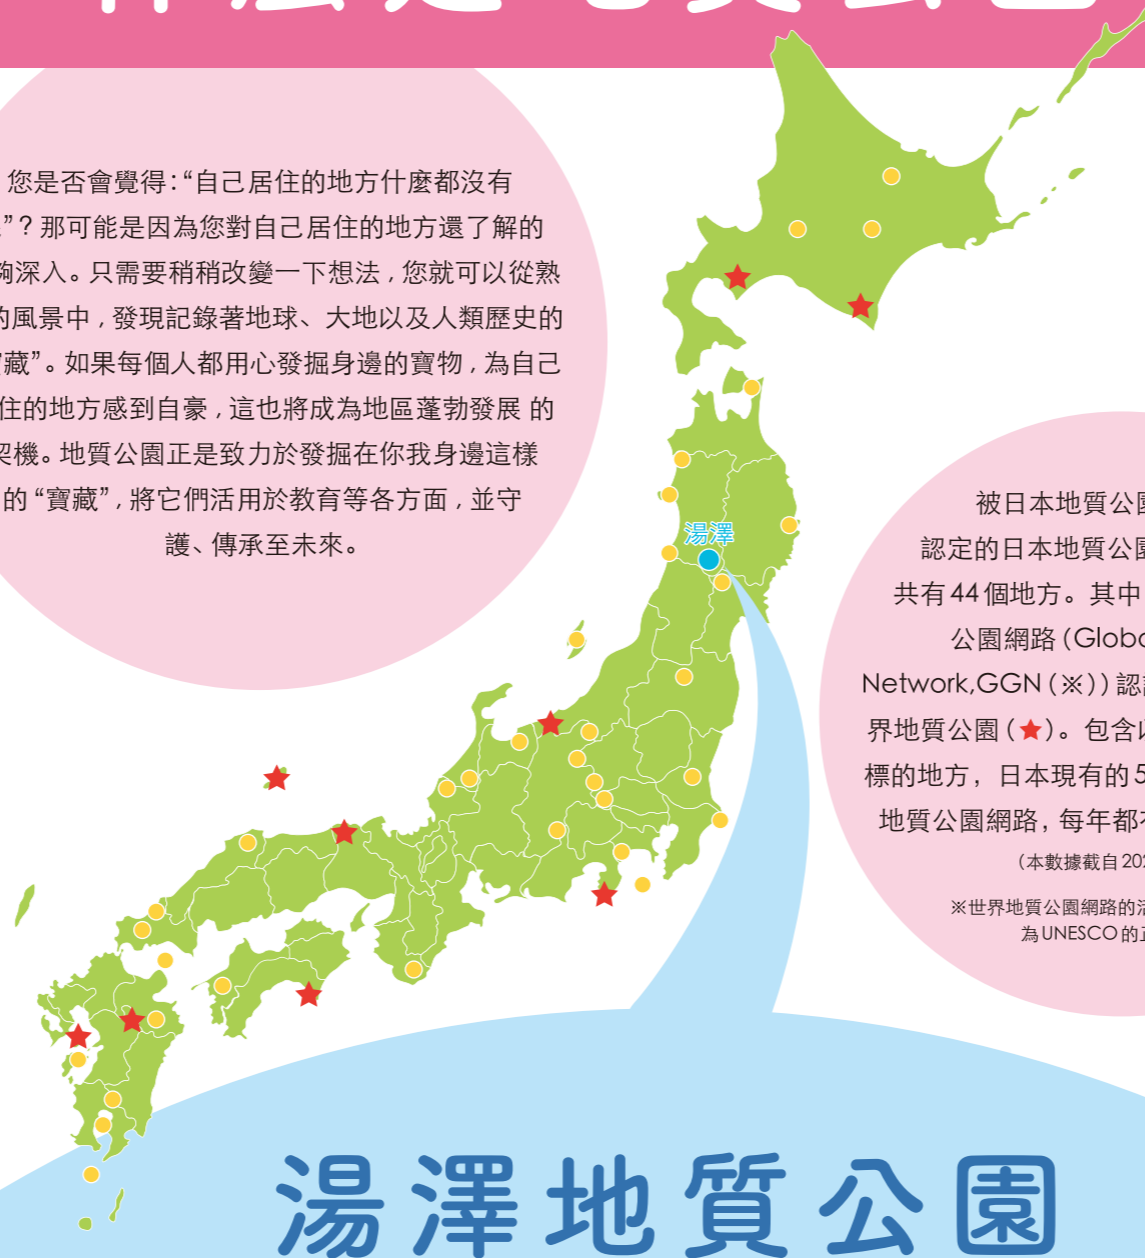 您是否會覺得：“自己居住的地方什麼都沒有
”？那可能是因為您對自己居住的地方還了解的
夠深入。只需要稍稍改變一下想法，您就可以從熟
的風景中，發現記錄著地球、大地以及人類歷史的
藏”。如果每個人都用心發掘身邊的寶物，為自己
住的地方感到自豪，這也將成為地區蓬勃發展 的
契機。地質公園正是致力於發掘在你我身邊這樣
的 “寶藏”，將它們活用於教育等各方面，並守
護、傳承至未來。
湯澤
被日本地質公園
認定的日本地質公園
共有44個地方。其中
公園網路（Globa
Network,GGN（※））認
界地質公園（★）。包含
標的地方，日本現有的5
地質公園網路，每年都
（本數據截自202
※世界地質公園網路的活
為UNESCO的正
湯澤地質公園